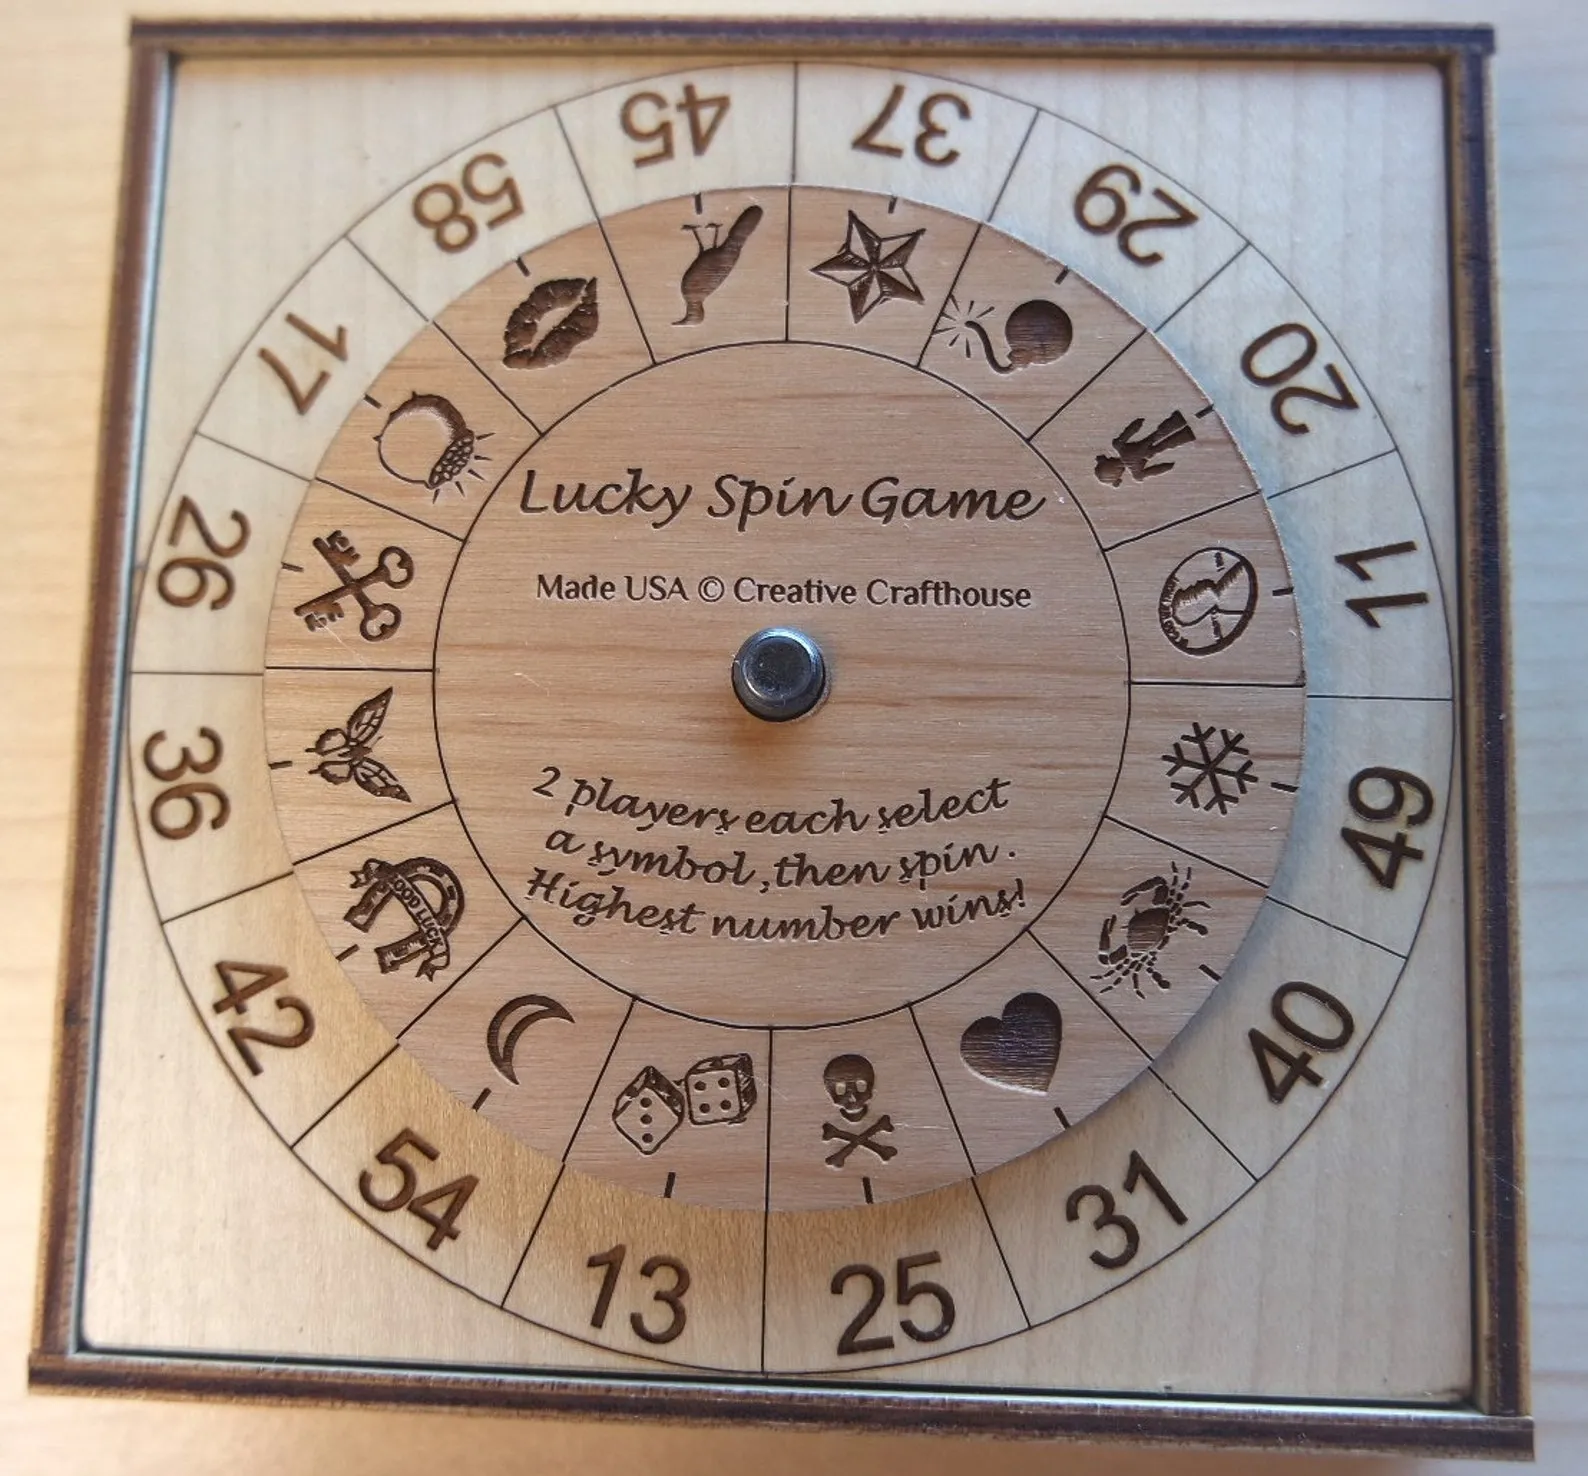 45
37
29
20
11
49
40
31
25
13
54
42
36
26
17
58
Lucky Spin Game
Made USA © Creative Crafthouse
2 players each select
a symbol, then spin.
Highest number wins!
GOOD LUCK